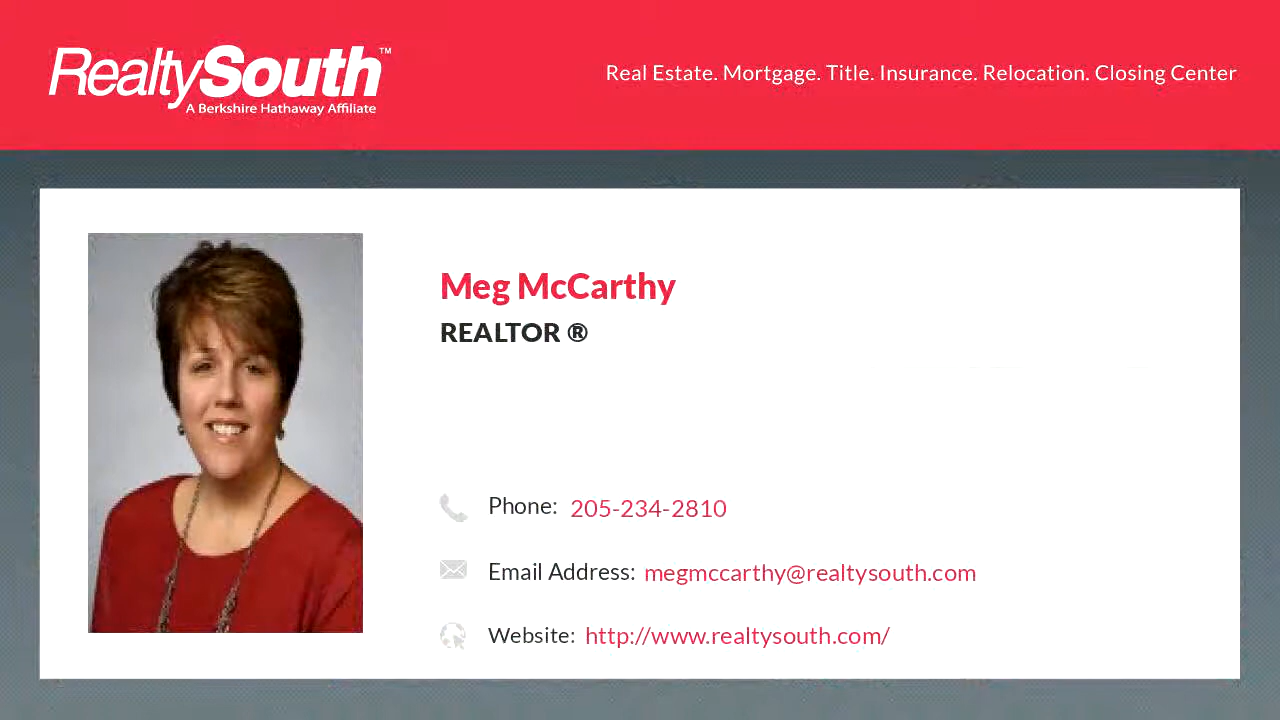 RealtySouth™
A Berkshire Hathaway Affiliate
Real Estate. Mortgage. Title. Insurance. Relocation. Closing Center
Meg McCarthy
REALTOR ®
Phone: 205-234-2810
Email Address: megmccarthy@realtysouth.com
Website: http://www.realtysouth.com/